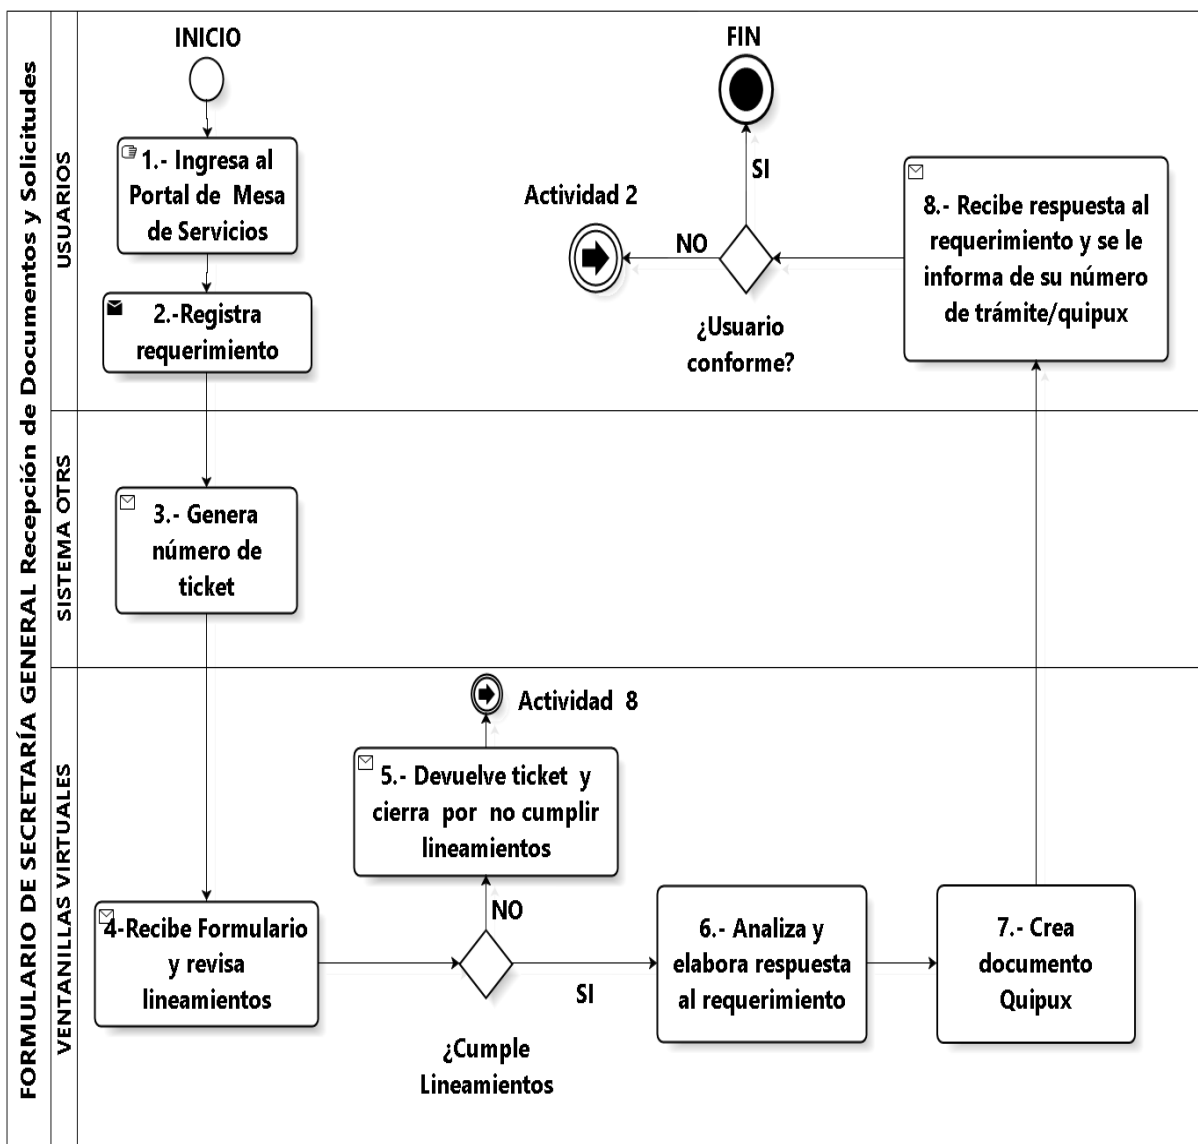 FORMULARIO DE SECRETARÍA GENERAL Recepción de Documentos y Solicitudes
USUARIOS
INICIO
1.- Ingresa al
Portal de Mesa
de Servicios
2.-Registra
requerimiento
FIN
SI
Actividad 2
NO
¿Usuario
conforme?
8.- Recibe respuesta al
requerimiento y se le
informa de su número
de trámite/quipux
SISTEMA OTRS
3.- Genera
número de
ticket
VENTANILLAS VIRTUALES
4-Recibe Formulario
y revisa
lineamientos
Actividad 8
5.- Devuelve ticket y
cierra por no cumplir
lineamientos
NO
SI
¿Cumple
Lineamientos
6.- Analiza y
elabora respuesta
al requerimiento
7.- Crea
documento
Quipux